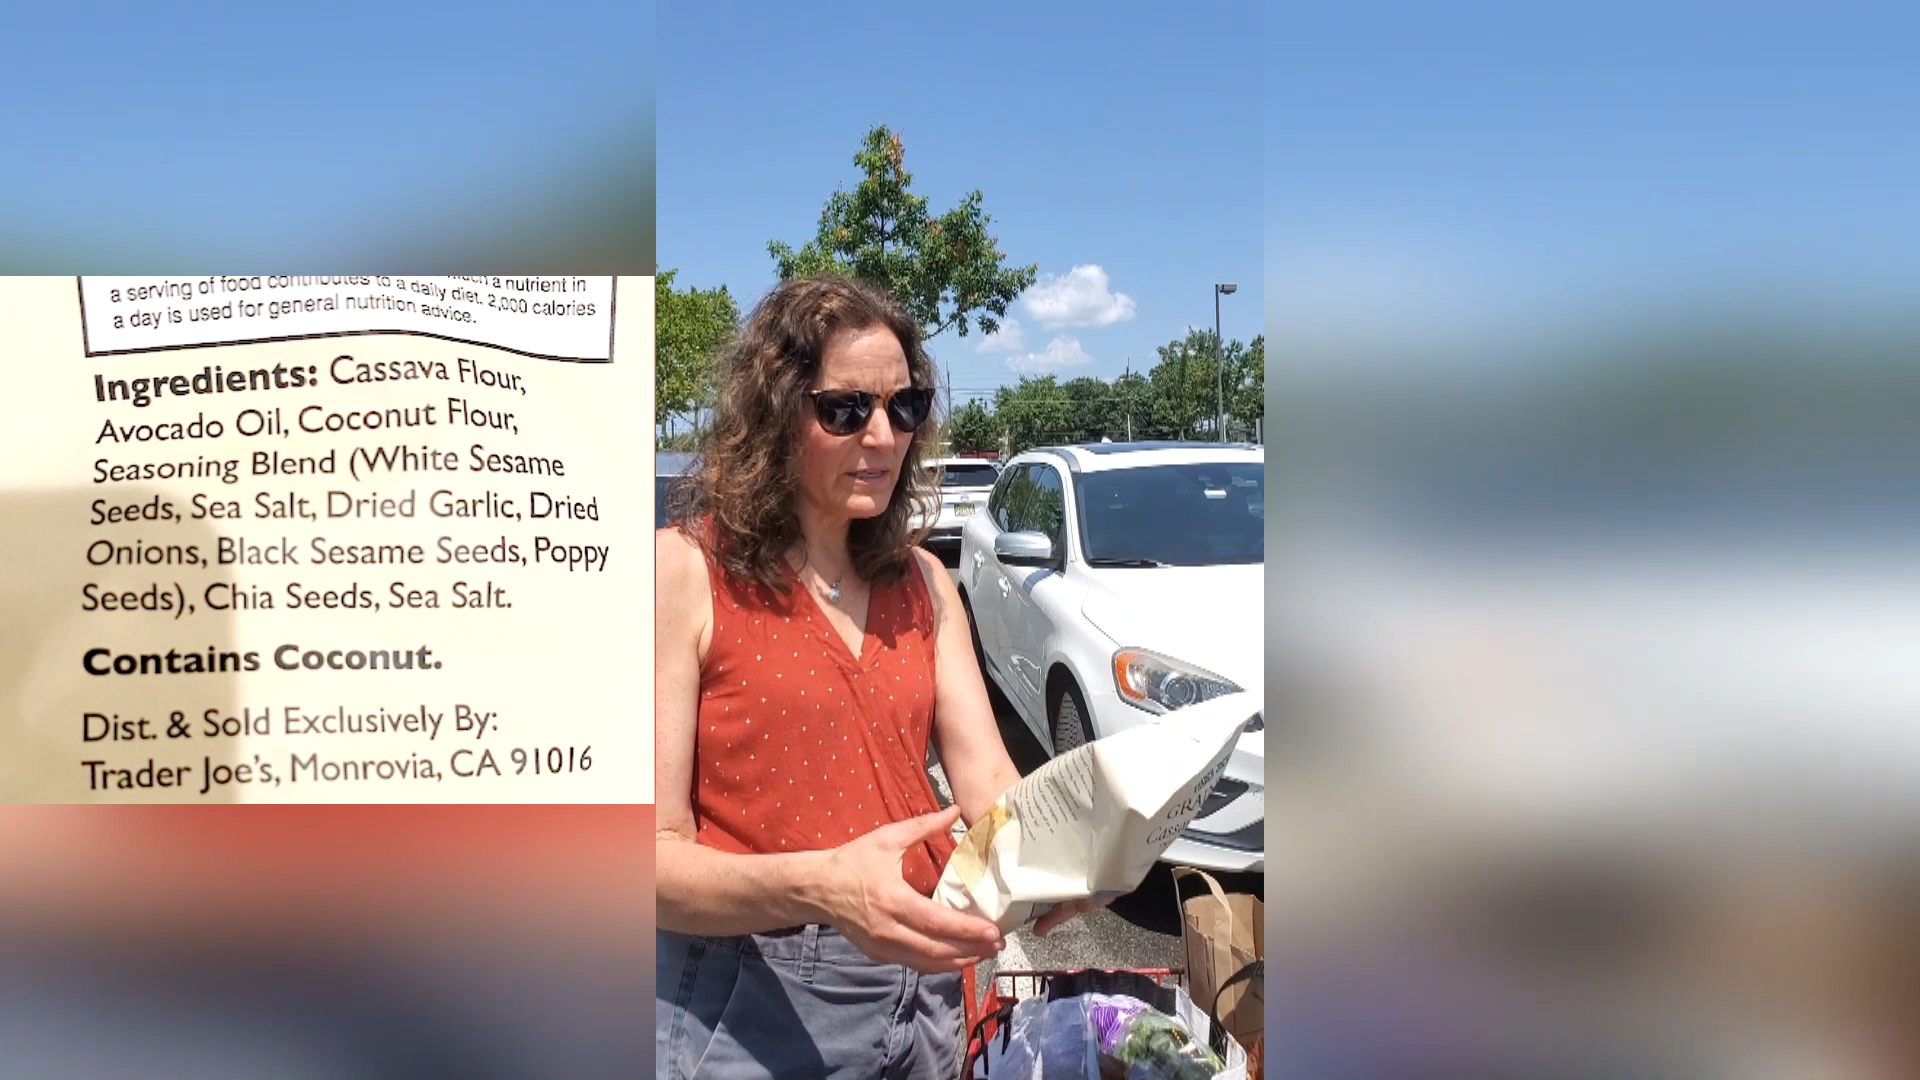 a serving of food contributes to a daily diet. 2,000 calories
a day is used for general nutrition advice.
Ingredients: Cassava Flour,
Avocado Oil, Coconut Flour,
Seasoning Blend (White Sesame
Seeds, Sea Salt, Dried Garlic, Dried
Onions, Black Sesame Seeds, Poppy
Seeds), Chia Seeds, Sea Salt.
Contains Coconut.
Dist. & Sold Exclusively By:
Trader Joe's, Monrovia, CA 91016